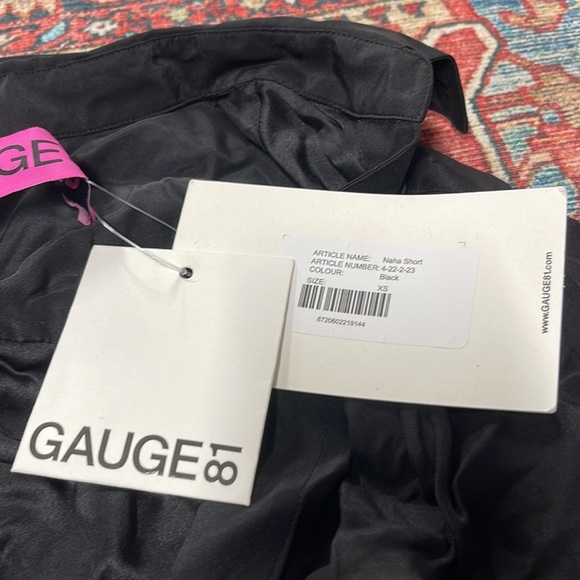 GE
ARTICLE NAME: Naha Short
ARTICLE NUMBER: 4-22-2-23
COLOUR: Black
SIZE: XS
8720602219144
www.GAUGE81.com
GAUGE81